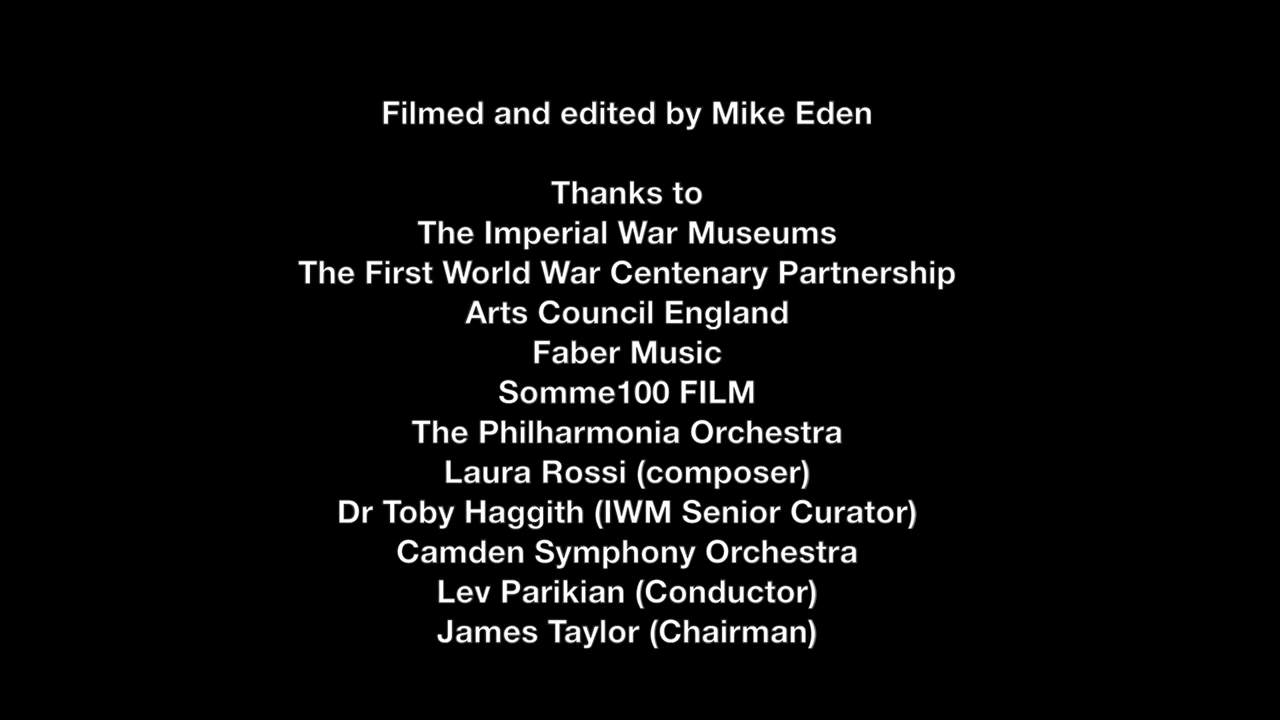 Filmed and edited by Mike Eden
Thanks to
The Imperial War Museums
The First World War Centenary Partnership
Arts Council England
Faber Music
Somme100 FILM
The Philharmonia Orchestra
Laura Rossi (composer)
Dr Toby Haggith (IWM Senior Curator)
Camden Symphony Orchestra
Lev Parikian (Conductor)
James Taylor (Chairman)